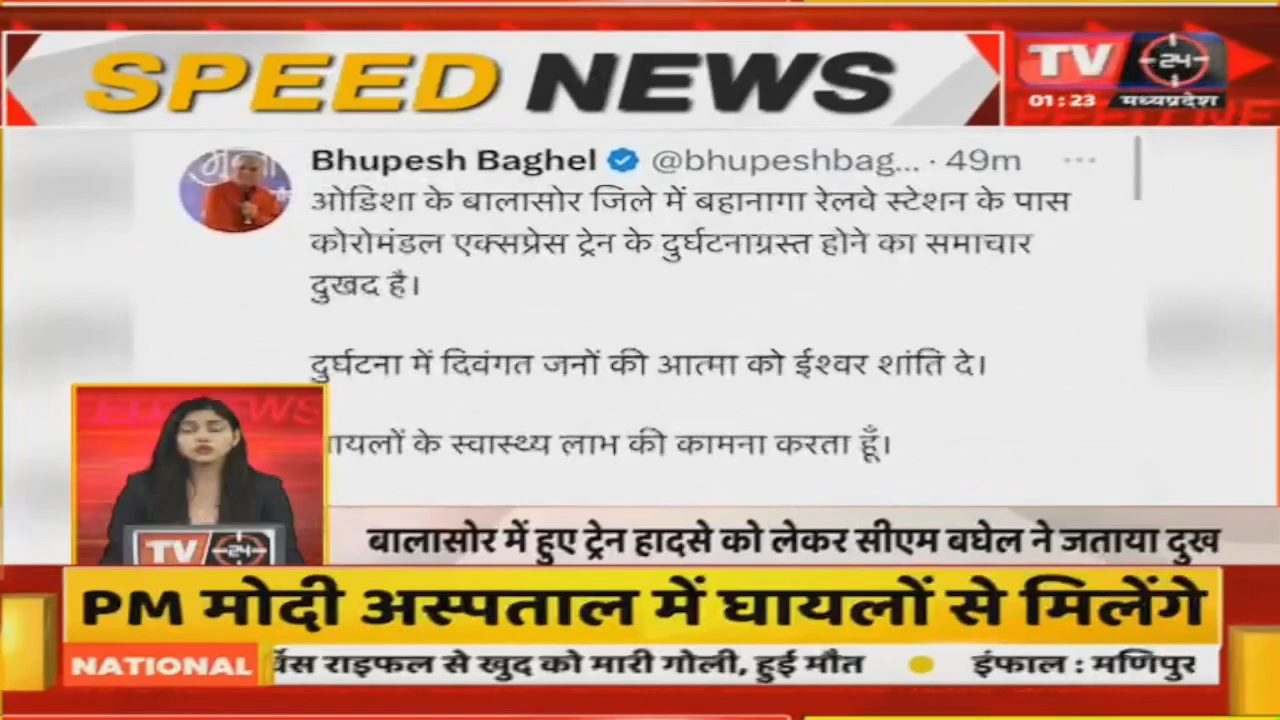 SPEED NEWS
TV 24
01:23 मध्यप्रदेश
Bhupesh Baghel @bhupeshbag... · 49m ...
ओडिशा के बालासोर जिले में बहानागा रेलवे स्टेशन के पास
कोरोमंडल एक्सप्रेस ट्रेन के दुर्घटनाग्रस्त होने का समाचार
दुखद है।
दुर्घटना में दिवंगत जनों की आत्मा को ईश्वर शांति दे।
के स्वास्थ्य लाभ की कामना करता हूँ।
TV 24
बालासोर में हुए ट्रेन हादसे को लेकर सीएम बघेल ने जताया दुख
PM मोदी अस्पताल में घायलों से मिलेंगे
NATIONAL राइफल से खुद को मारी गोली, हुई मौत इंफाल : मणिपुर